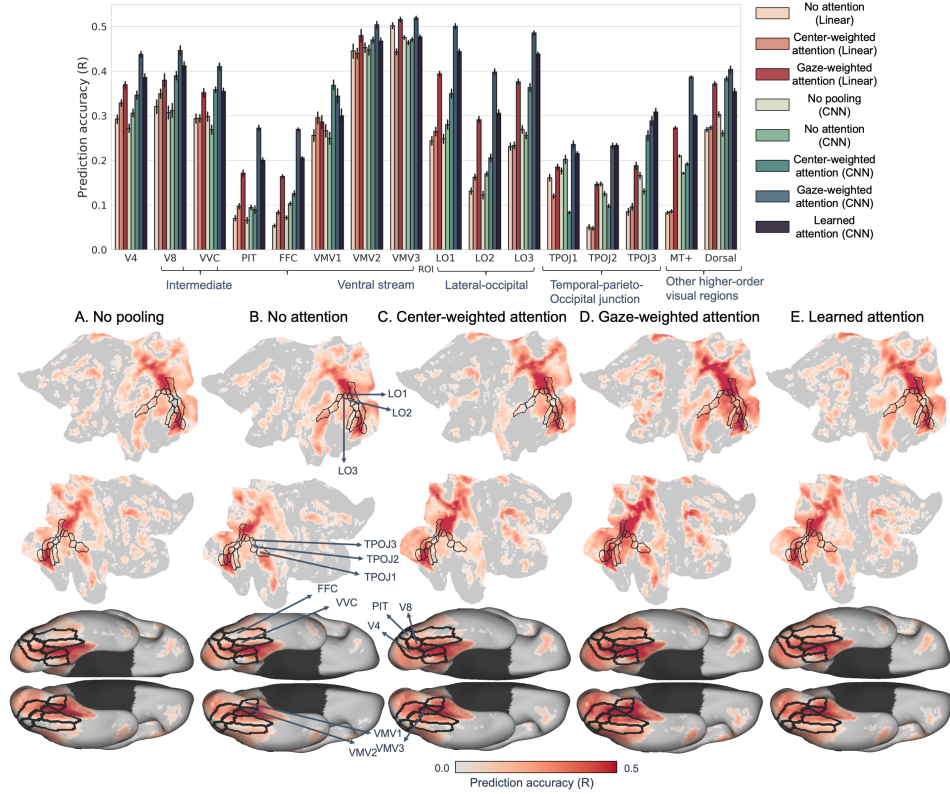 Prediction accuracy (R)
0.5
0.4
0.3
0.2
0.1
0.0
V4 V8 VVC PIT FFC VMV1 VMV2 VMV3 LO1 LO2 LO3 TPOJ1 TPOJ2 TPOJ3 MT+ Dorsal
ROI
Intermediate
Ventral stream
Lateral-occipital
Temporal-parieto-
Occipital junction
Other higher-order
visual regions
No attention
(Linear)
Center-weighted
attention (Linear)
Gaze-weighted
attention (Linear)
No pooling
(CNN)
No attention
(CNN)
Center-weighted
attention (CNN)
Gaze-weighted
attention (CNN)
Learned
attention (CNN)
A. No pooling
B. No attention
C. Center-weighted attention
D. Gaze-weighted attention
E. Learned attention
LO1
LO2
LO3
TPOJ3
TPOJ2
TPOJ1
FFC
VVC
PIT
V8
V4
VMV1
VMV2
VMV3
0.0
0.5
Prediction accuracy (R)